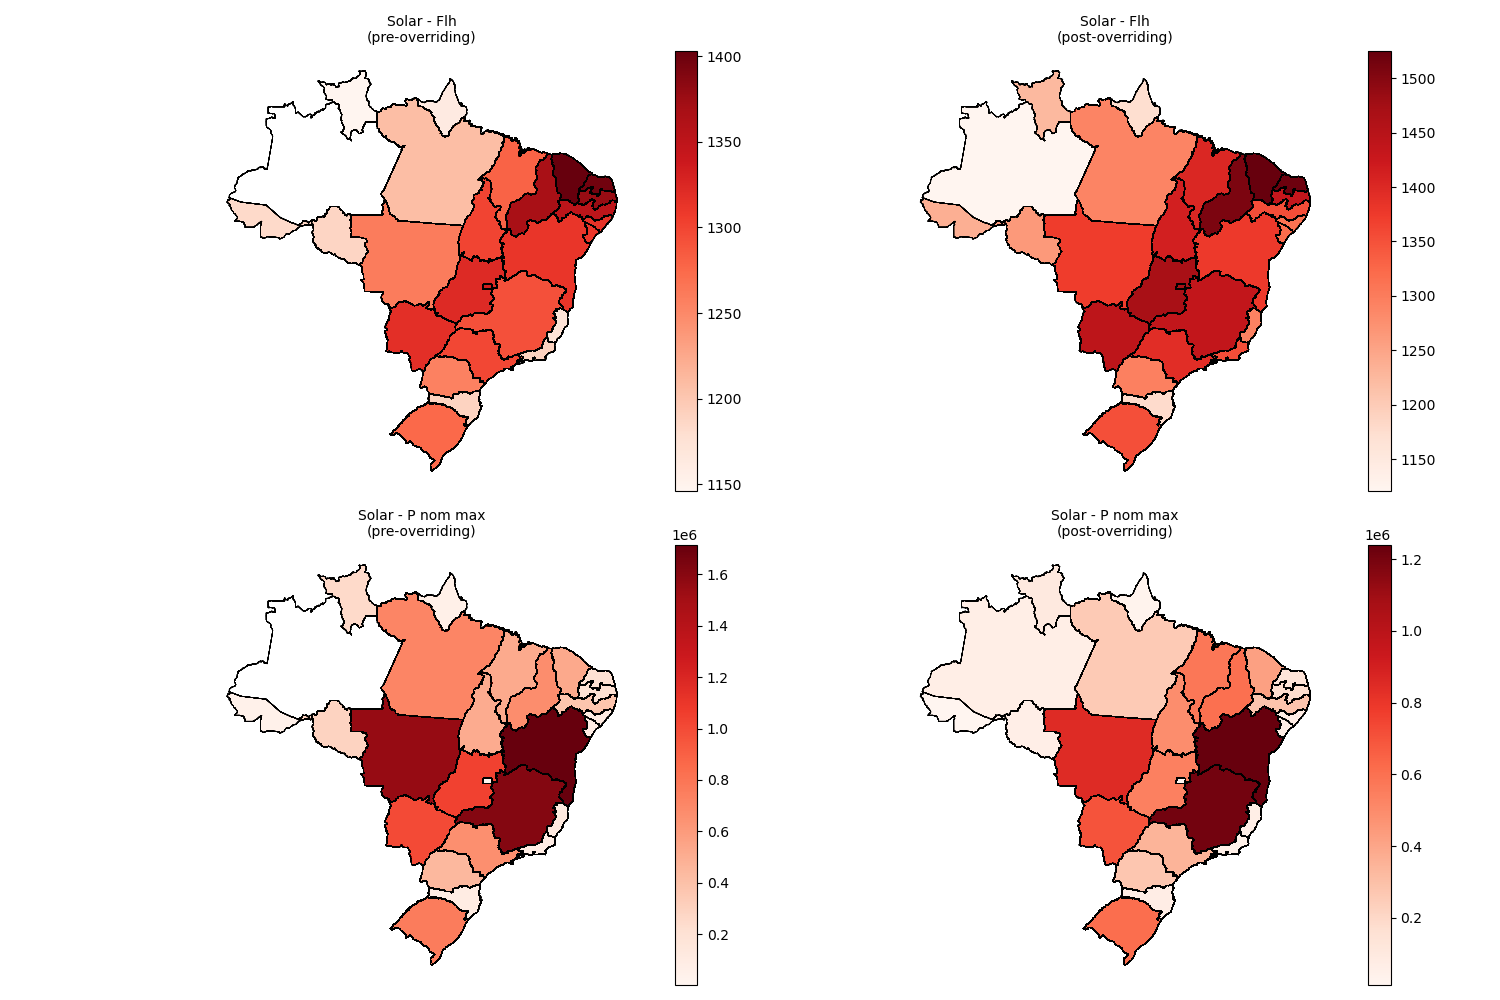 Solar - Flh
(pre-overriding)
1400
1350
1300
1250
1200
1150
Solar - Flh
(post-overriding)
1500
1450
1400
1350
1300
1250
1200
1150
Solar - P nom max
(pre-overriding)
1e6
1.6
1.4
1.2
1.0
0.8
0.6
0.4
0.2
Solar - P nom max
(post-overriding)
1e6
1.2
1.0
0.8
0.6
0.4
0.2